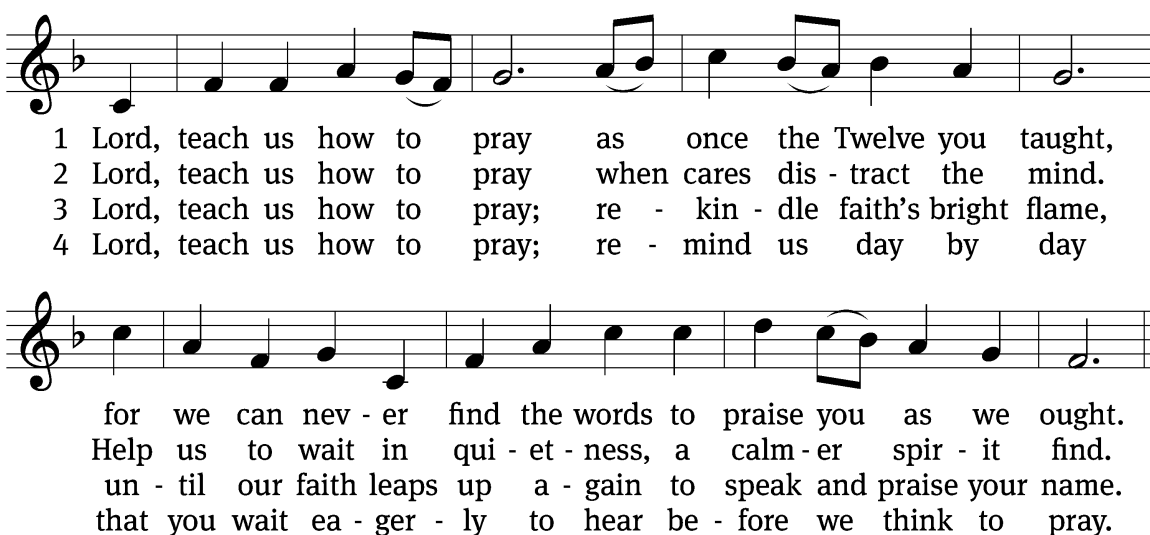 1 Lord, teach us how to pray as once the Twelve you taught,
2 Lord, teach us how to pray when cares dis - tract the mind.
3 Lord, teach us how to pray; re - kin - dle faith's bright flame,
4 Lord, teach us how to pray; re - mind us day by day
for we can nev - er find the words to praise you as we ought.
Help us to wait in qui - et - ness, a calm - er spir - it find.
un - til our faith leaps up a - gain to speak and praise your name.
that you wait ea - ger - ly to hear be - fore we think to pray.